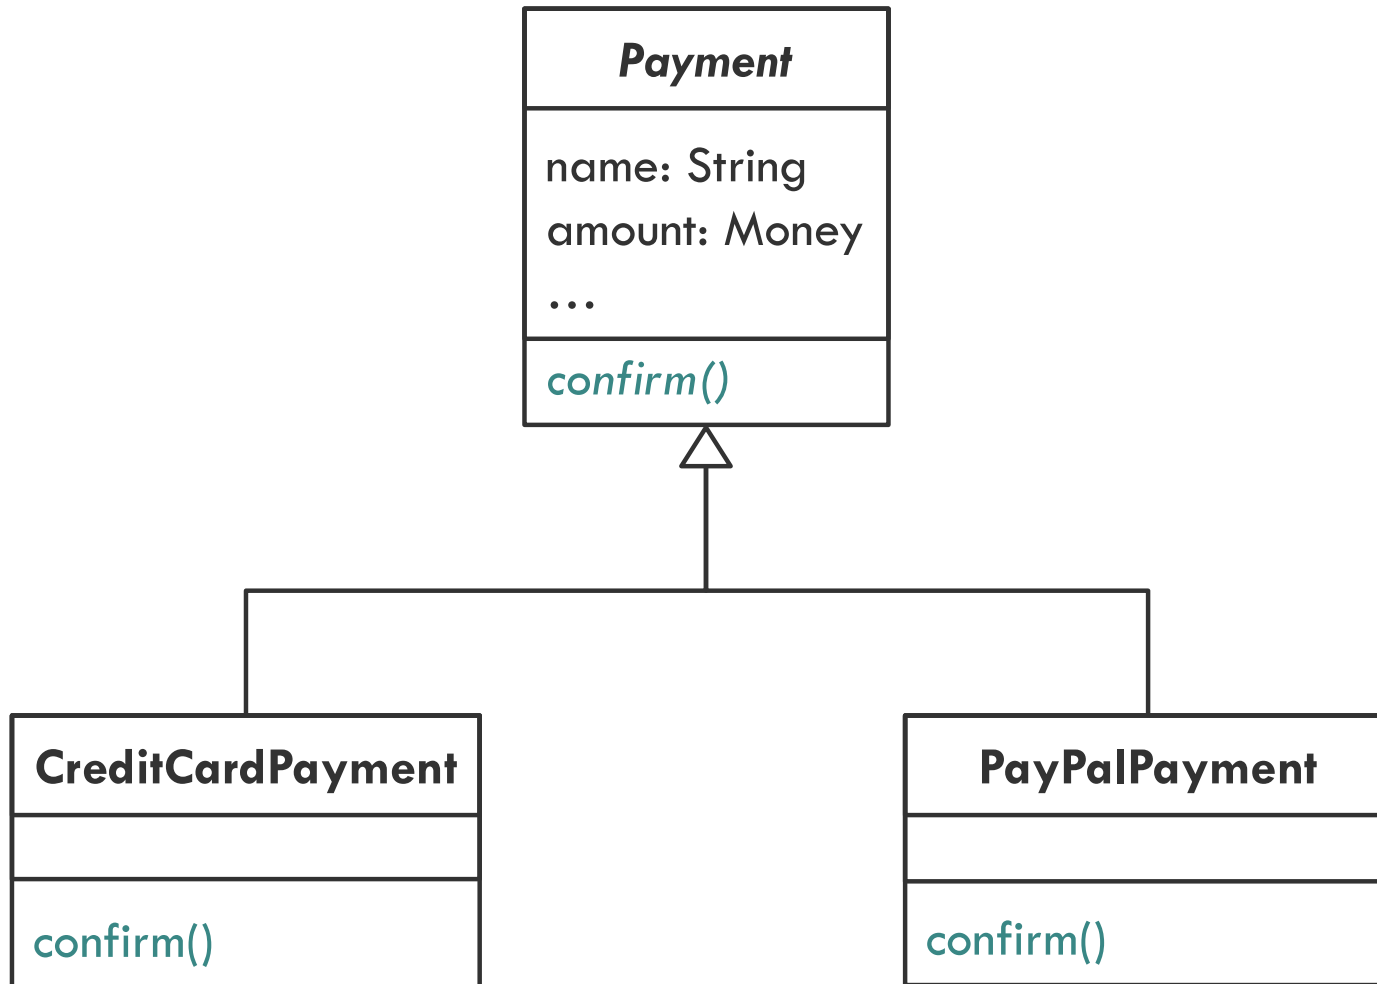 Payment
name: String
amount: Money
...
confirm()
CreditCardPayment
PayPalPayment
confirm()
confirm()